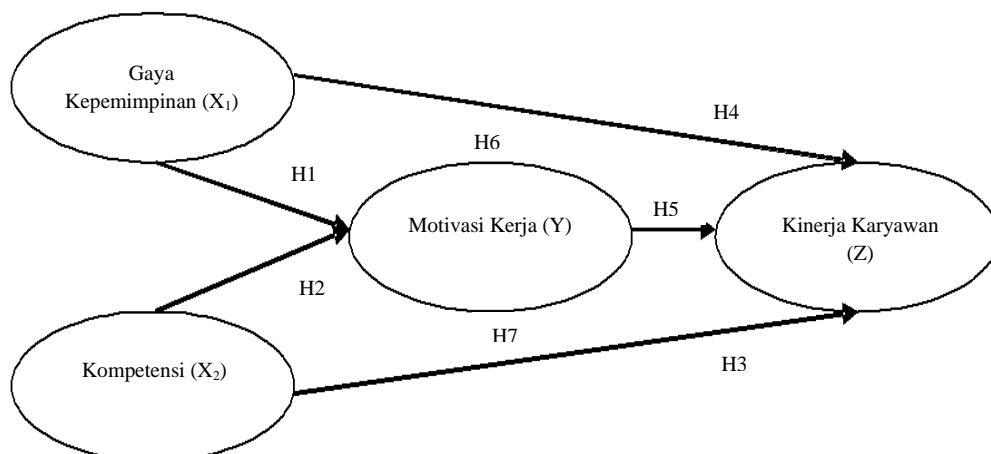 Gaya
Kepemimpinan (X₁)
H4
H6
H1
Motivasi Kerja (Y)
H5
Kinerja Karyawan
(Z)
H2
H7
H3
Kompetensi (X₂)